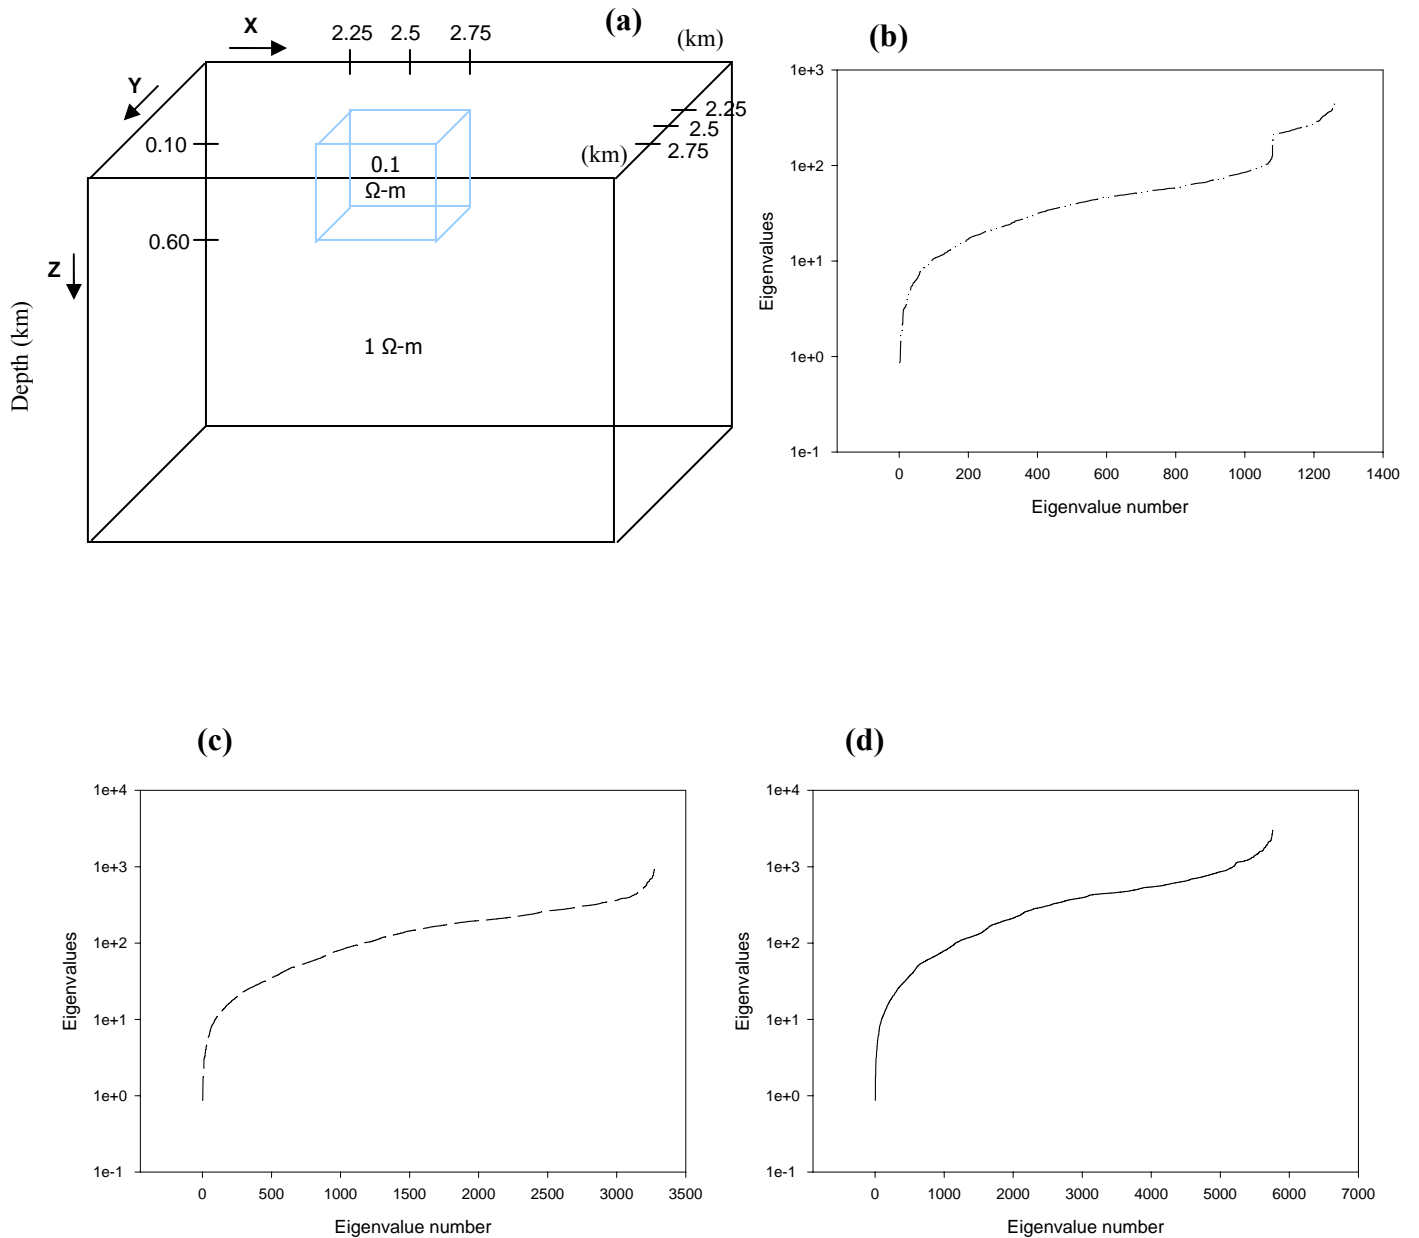 (a)
X
2.25 2.5 2.75
(km)
Y
2.25
2.5
2.75
(km)
0.10
0.1
Ω-m
0.60
Z
1 Ω-m
Depth (km)
(b)
1e+3
1e+2
1e+1
1e+0
1e-1
Eigenvalues
0 200 400 600 800 1000 1200 1400
Eigenvalue number
(c)
1e+4
1e+3
1e+2
1e+1
1e+0
1e-1
Eigenvalues
0 500 1000 1500 2000 2500 3000 3500
Eigenvalue number
(d)
1e+4
1e+3
1e+2
1e+1
1e+0
1e-1
Eigenvalues
0 1000 2000 3000 4000 5000 6000 7000
Eigenvalue number